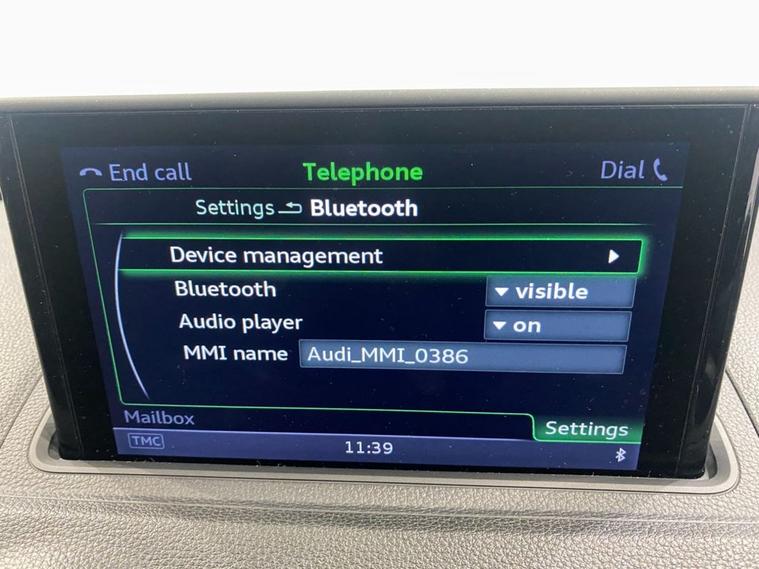 End call Telephone Dial
Settings Bluetooth
Device management
Bluetooth visible
Audio player on
MMI name Audi_MMI_0386
Mailbox Settings
TMC 11:39